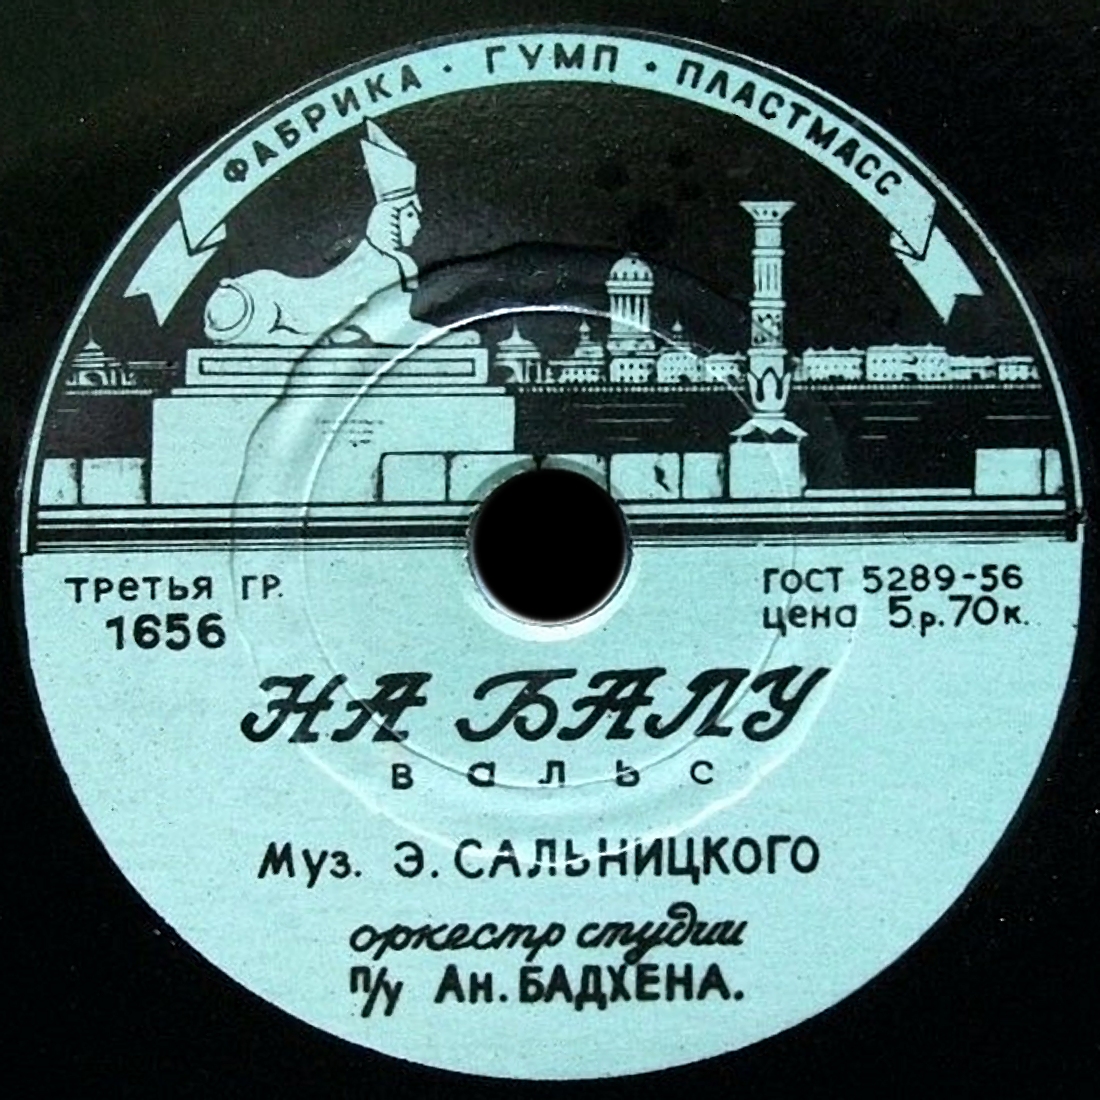 ФАБРИКА · ГУМП · ПЛАСТМАСС
третья гр.
1656
ГОСТ 5289-56
цена 5р.70к.
НА БАЛУ
вальс
Муз. Э. САЛЬНИЦКОГО
оркестр студии
п/у Ан. БАДХЕНА.